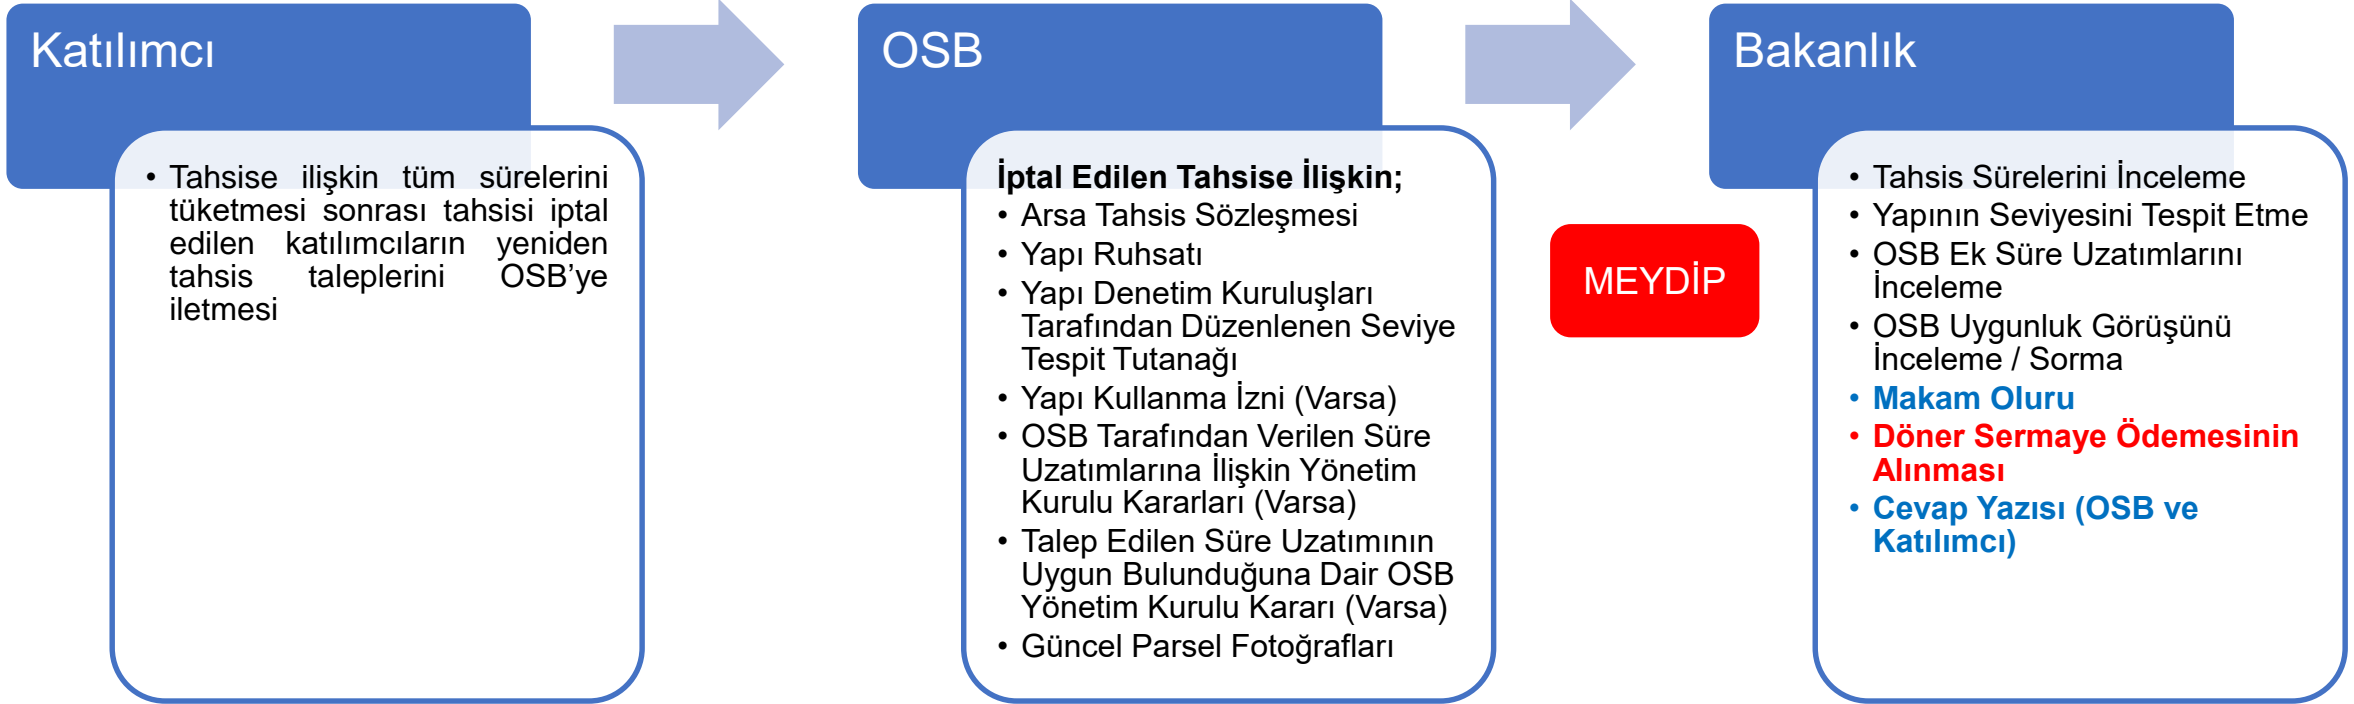 Katılımcı
• Tahsise ilişkin tüm sürelerini
tüketmesi sonrası tahsisi iptal
edilen katılımcıların yeniden
tahsis taleplerini OSB’ye
iletmesi
OSB
İptal Edilen Tahsise İlişkin;
• Arsa Tahsis Sözleşmesi
• Yapı Ruhsatı
• Yapı Denetim Kuruluşları
Tarafından Düzenlenen Seviye
Tespit Tutanağı
• Yapı Kullanma İzni (Varsa)
• OSB Tarafından Verilen Süre
Uzatımlarına İlişkin Yönetim
Kurulu Kararları (Varsa)
• Talep Edilen Süre Uzatımının
Uygun Bulunduğuna Dair OSB
Yönetim Kurulu Kararı (Varsa)
• Güncel Parsel Fotoğrafları
MEYDİP
Bakanlık
• Tahsis Sürelerini İnceleme
• Yapının Seviyesini Tespit Etme
• OSB Ek Süre Uzatımlarını
İnceleme
• OSB Uygunluk Görüşünü
İnceleme / Sorma
• Makam Oluru
• Döner Sermaye Ödemesinin
Alınması
• Cevap Yazısı (OSB ve
Katılımcı)